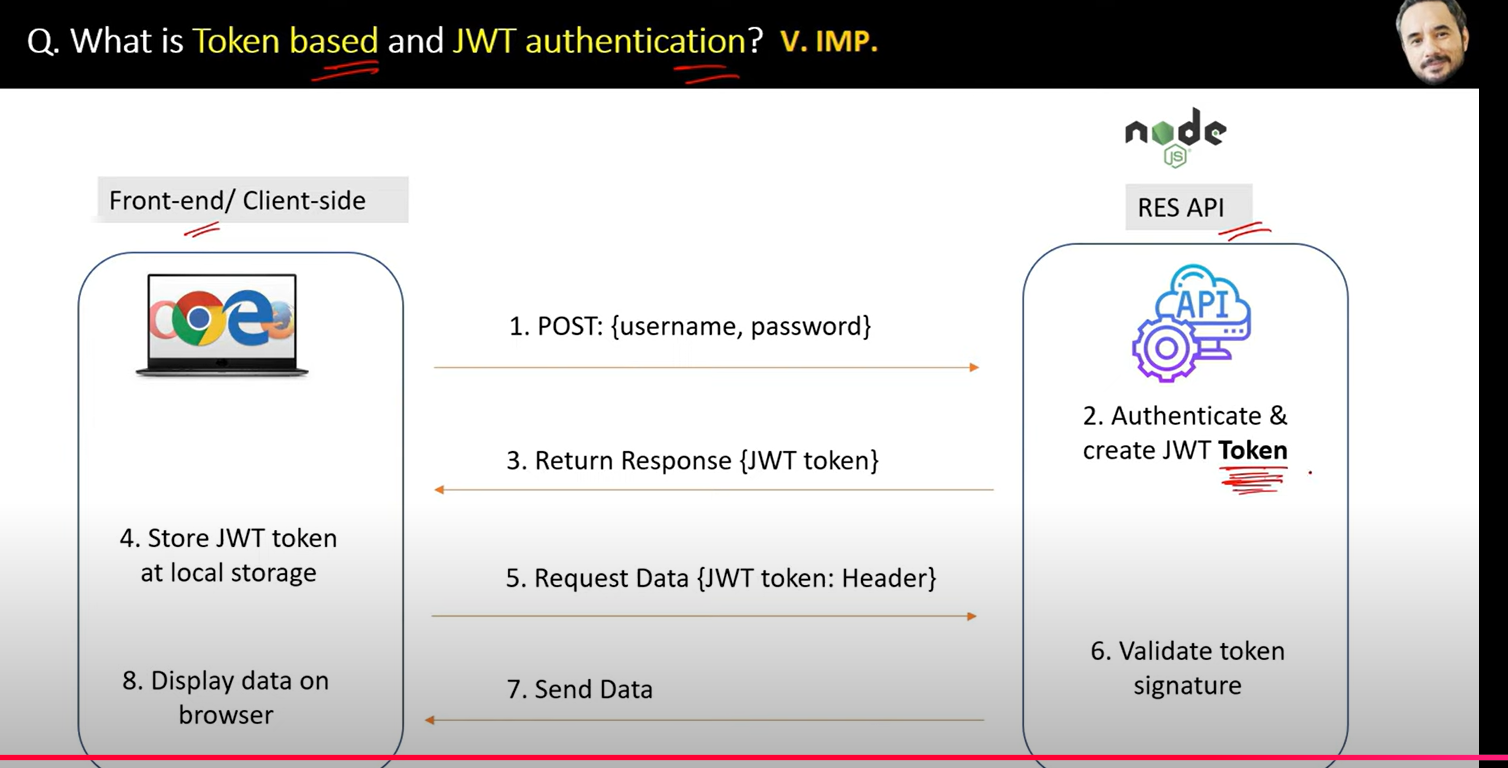 Q. What is Token based and JWT authentication? V. IMP.
node
JS
Front-end/ Client-side
RES API
API
1. POST: {username, password}
2. Authenticate &
create JWT Token
3. Return Response {JWT token}
4. Store JWT token
at local storage
5. Request Data {JWT token: Header}
6. Validate token
signature
7. Send Data
8. Display data on
browser